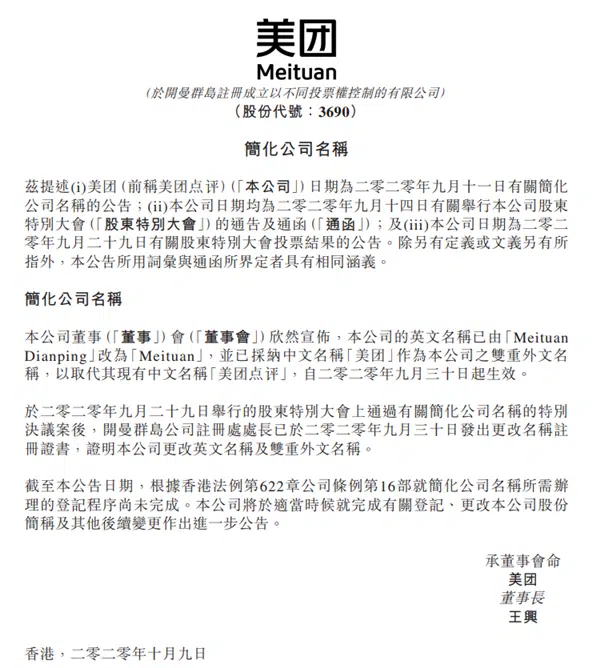 美团
Meituan
(於開曼群島註冊成立以不同投票權控制的有限公司)
(股份代號：3690)
簡化公司名稱
茲提述(i)美团(前稱美团点评)(「本公司」)日期為二零二零年九月十一日有關簡化
公司名稱的公告；(ii)本公司日期均為二零二零年九月十四日有關舉行本公司股東
特別大會(「股東特別大會」)的通告及通函(「通函」)；及(iii)本公司日期為二零二
零年九月二十九日有關股東特別大會投票結果的公告。除另有定義或文義另有所
指外，本公告所用詞彙與通函所界定者具有相同涵義。
簡化公司名稱
本公司董事(「董事」)會(「董事會」)欣然宣佈，本公司的英文名稱已由「Meituan
Dianping」改為「Meituan」，並已採納中文名稱「美团」作為本公司之雙重外文名
稱，以取代其現有中文名稱「美团点评」，自二零二零年九月三十日起生效。
於二零二零年九月二十九日舉行的股東特別大會上通過有關簡化公司名稱的特別
決議案後，開曼群島公司註冊處處長已於二零二零年九月三十日發出更改名稱註
冊證書，證明本公司更改英文名稱及雙重外文名稱。
截至本公告日期，根據香港法例第622章公司條例第16部就簡化公司名稱所需辦
理的登記程序尚未完成。本公司將於適當時候就完成有關登記、更改本公司股份
簡稱及其他後續變更作出進一步公告。
承董事會命
美团
董事長
王興
香港，二零二零年十月九日